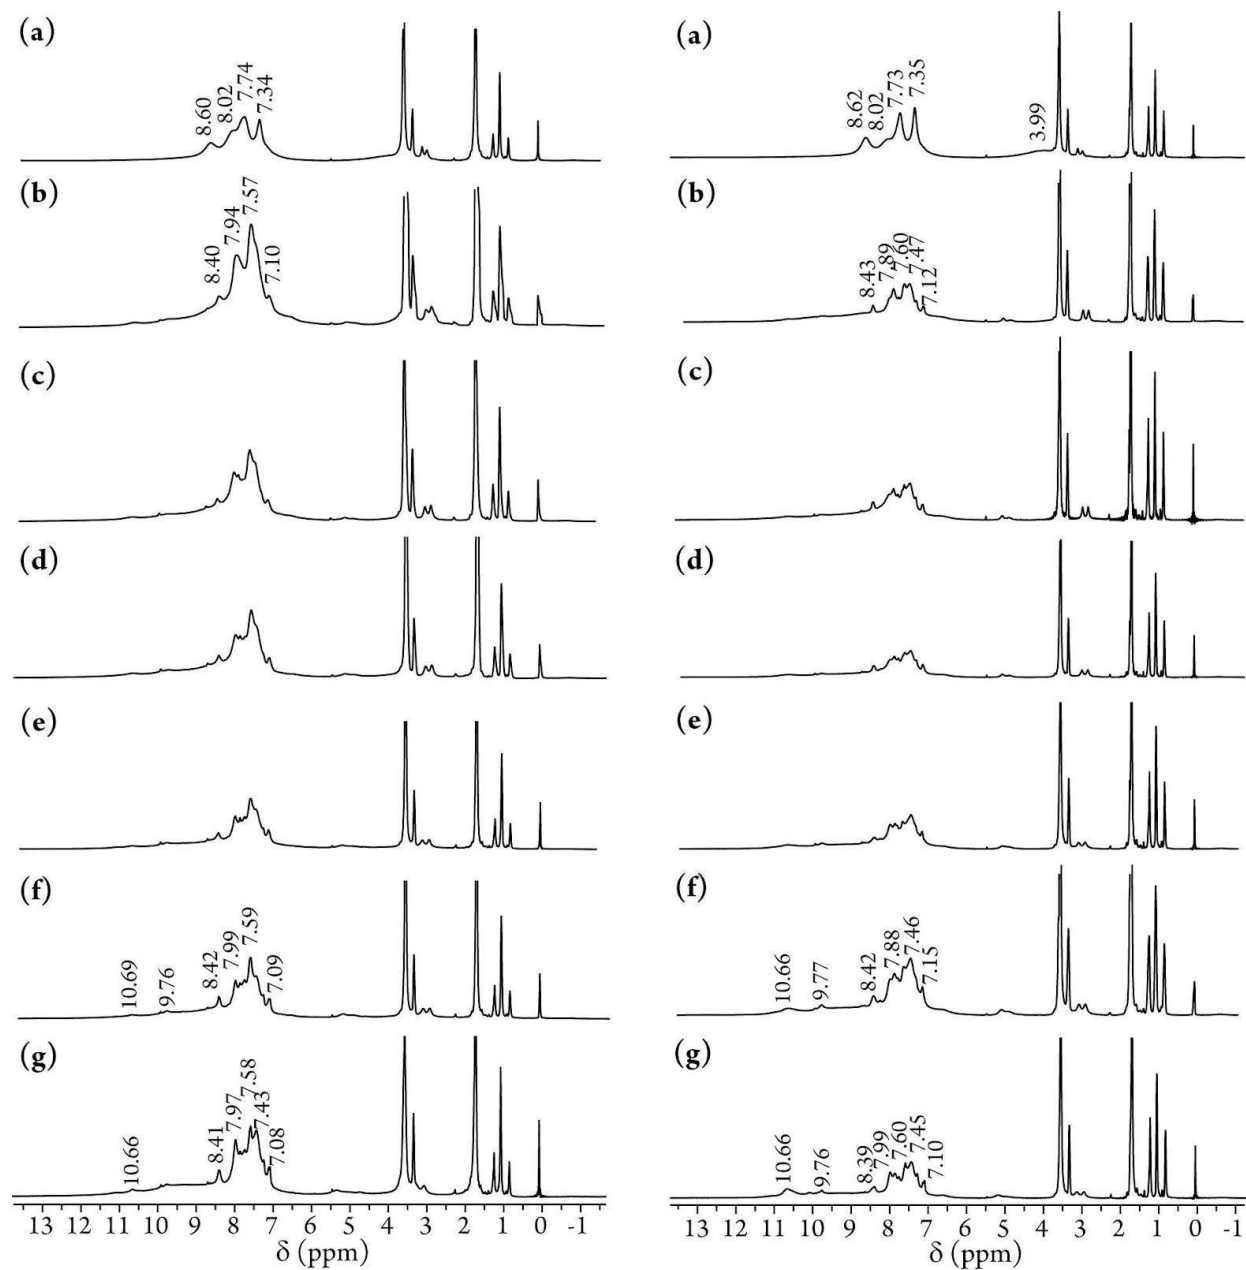 (a)
8.60
8.02
7.74
7.34
(b)
8.40
7.94
7.57
7.10
(c)
(d)
(e)
(f)
10.69
9.76
8.42
7.99
7.59
7.09
(g)
10.66
8.41
7.97
7.58
7.43
7.08
13 12 11 10 9 8 7 6 5 4 3 2 1 0 -1
δ (ppm)
(a)
8.62
8.02
7.73
7.35
3.99
(b)
8.43
7.89
7.60
7.47
7.12
(c)
(d)
(e)
(f)
10.66
9.77
8.42
7.88
7.46
7.15
(g)
10.66
9.76
8.39
7.99
7.60
7.45
7.10
13 12 11 10 9 8 7 6 5 4 3 2 1 0 -1
δ (ppm)